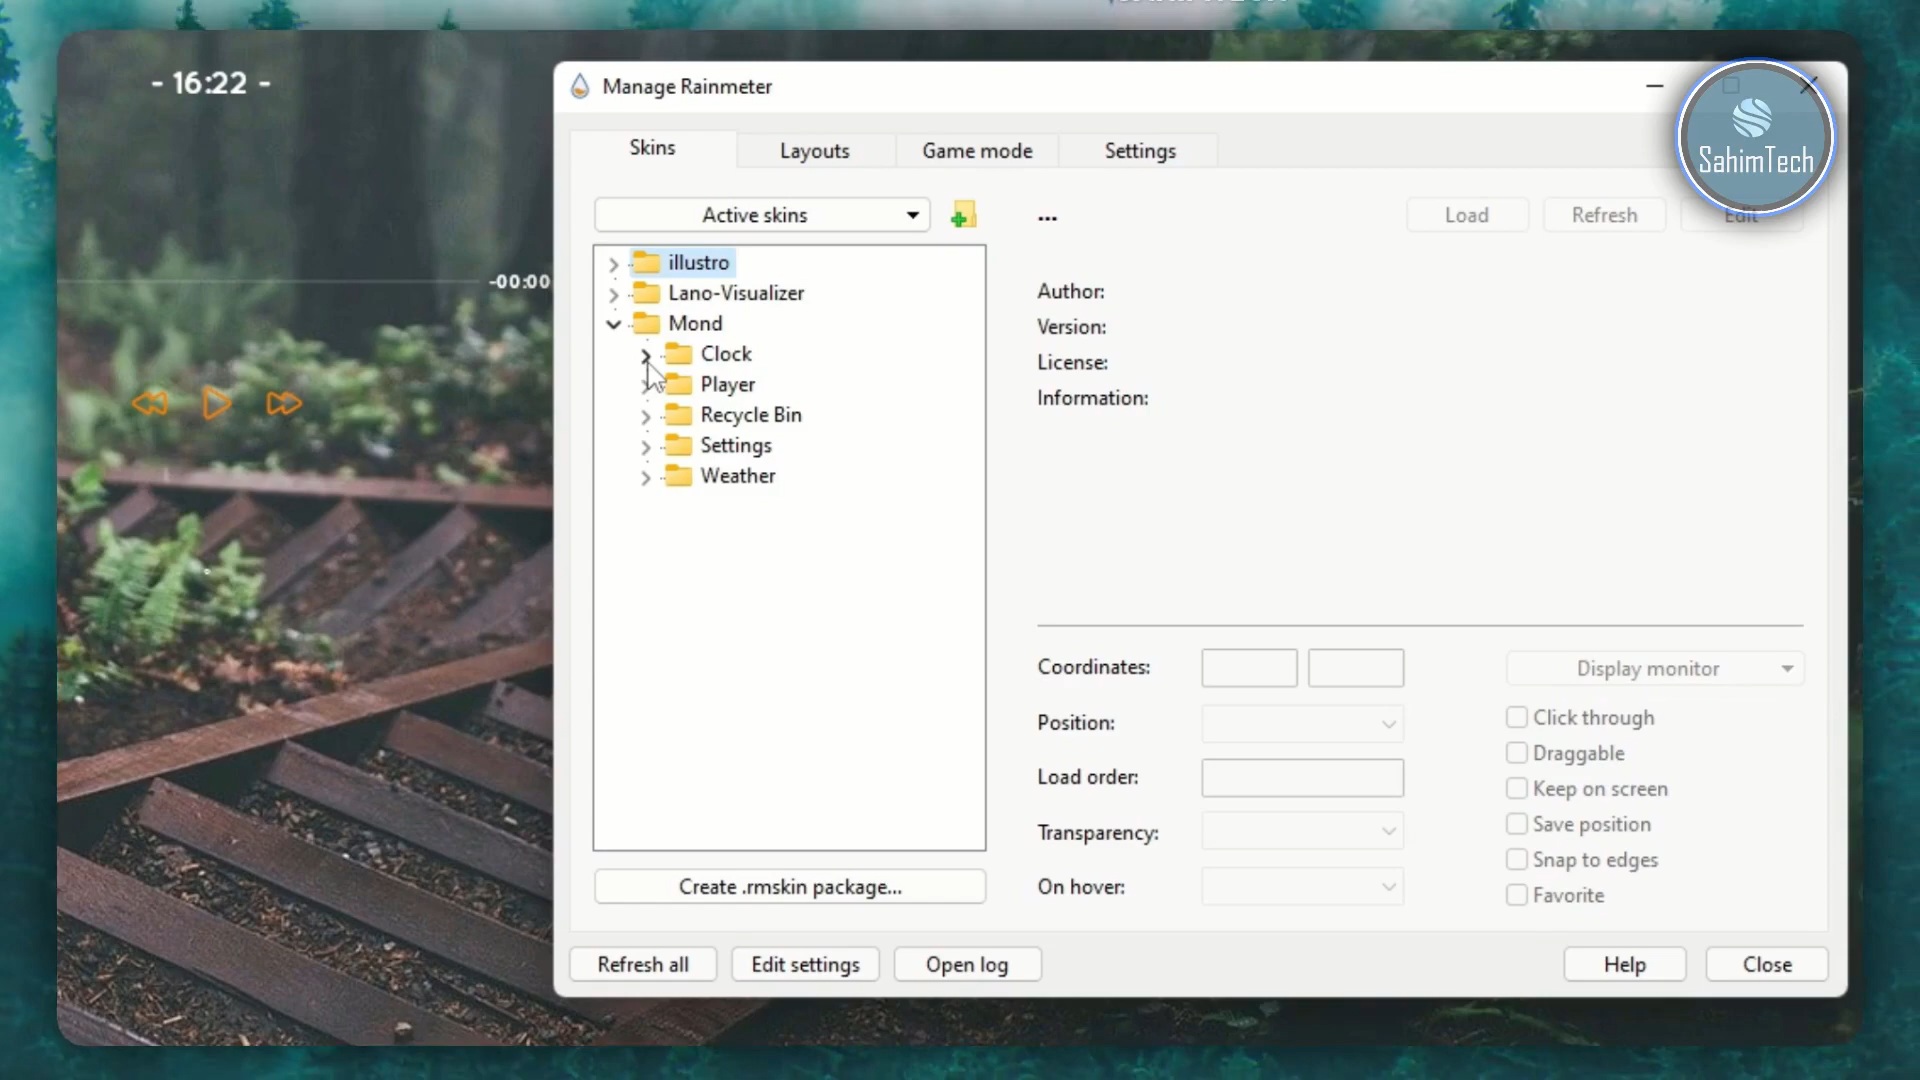 - 16:22 -
Manage Rainmeter
SahimTech
Skins
Layouts
Game mode
Settings
Active skins
...
Load
Refresh
Edit
illustro
Lano-Visualizer
Mond
Clock
Player
Recycle Bin
Settings
Weather
-00:00
Author:
Version:
License:
Information:
Coordinates:
Display monitor
Position:
Click through
Draggable
Load order:
Keep on screen
Transparency:
Save position
Snap to edges
On hover:
Favorite
Create .rmskin package...
Refresh all
Edit settings
Open log
Help
Close